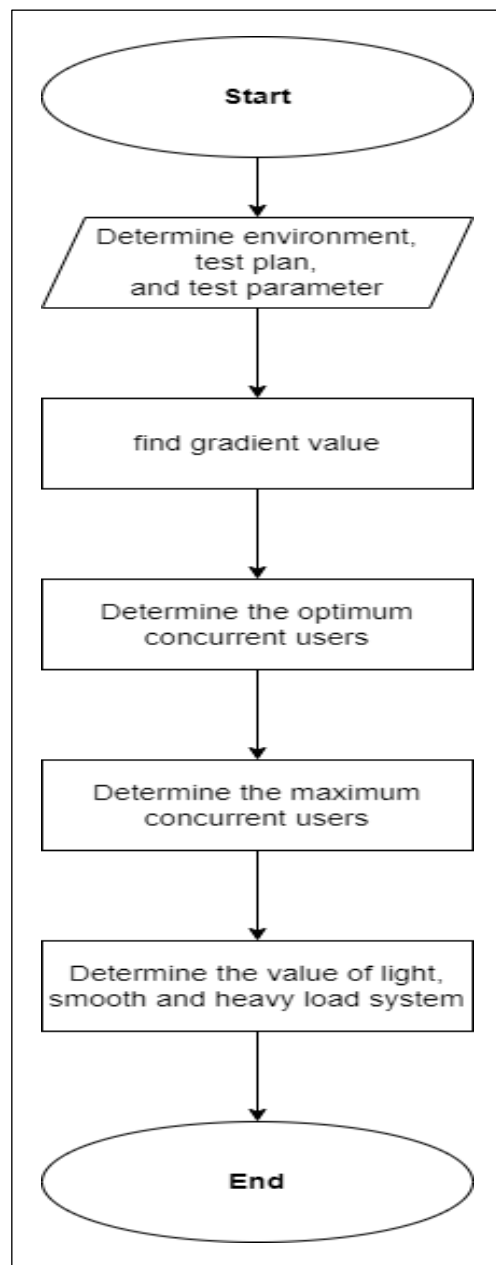 Start
Determine environment,
test plan,
and test parameter
find gradient value
Determine the optimum
concurrent users
Determine the maximum
concurrent users
Determine the value of light,
smooth and heavy load system
End